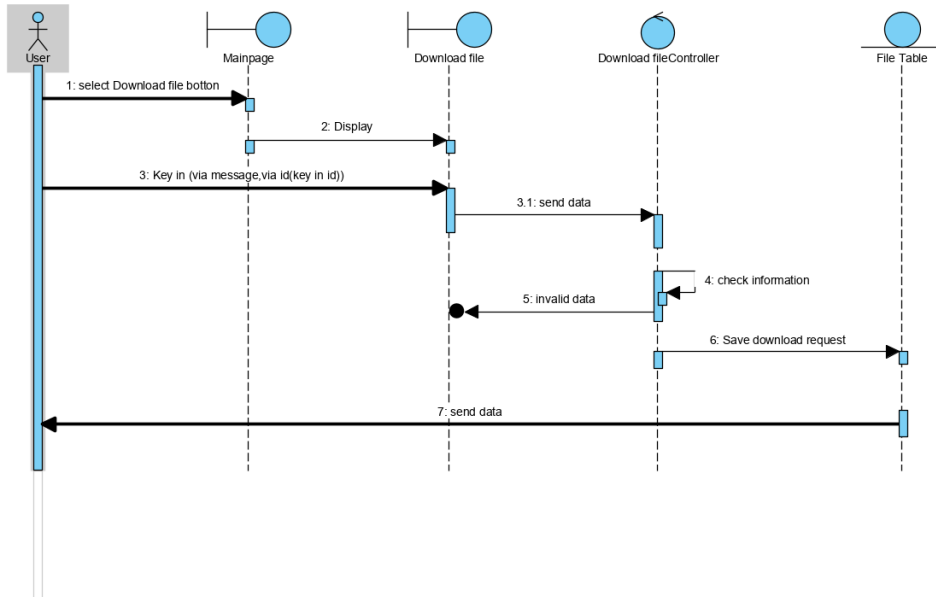 User
Mainpage
Download file
Download fileController
File Table
1: select Download file botton
2: Display
3: Key in (via message,via id(key in id))
3.1: send data
4: check information
5: invalid data
6: Save download request
7: send data